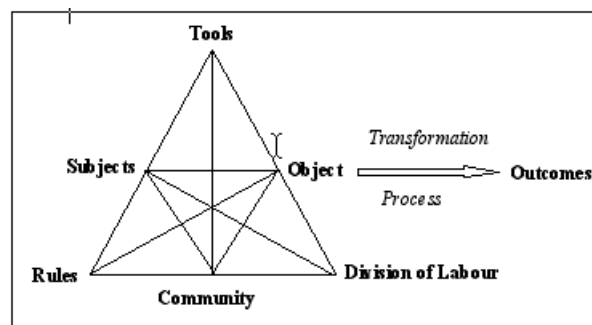 Tools
Transformation
Subjects
Object
Outcomes
Process
Rules
Division of Labour
Community